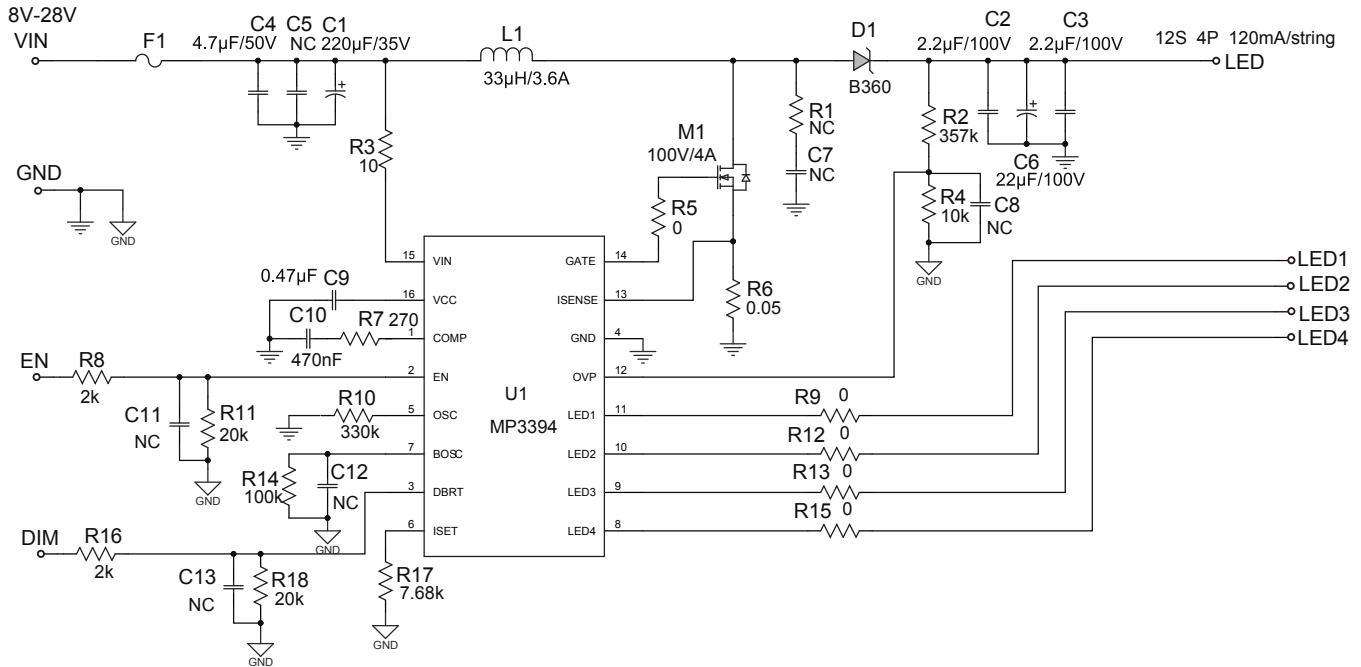 8V-28V
VIN
F1
C4 C5 C1
4.7μF/50V NC 220μF/35V
L1
33μH/3.6A
D1
B360
C2 C3
2.2μF/100V 2.2μF/100V
12S 4P 120mA/string
LED
R3
10
M1
100V/4A
R1
NC
C7
NC
R2
357k
C6
22μF/100V
GND
GND
R5
0
R4
10k
C8
NC
GND
15 VIN
GATE 14
0.47μF C9
16 VCC
ISENSE 13
R6
0.05
C10
470nF
R7 270
1 COMP
GND 4
EN
R8
2k
2 EN
OVP 12
C11
NC
R11
20k
GND
R10
330k
5 OSC
U1
MP3394
LED1 11
R9 0
LED1
R14
100k
C12
NC
GND
7 BOSC
LED2 10
R12 0
LED2
3 DBRT
LED3 9
R13 0
LED3
DIM
R16
2k
6 ISET
LED4 8
R15 0
LED4
C13
NC
R18
20k
GND
R17
7.68k
GND